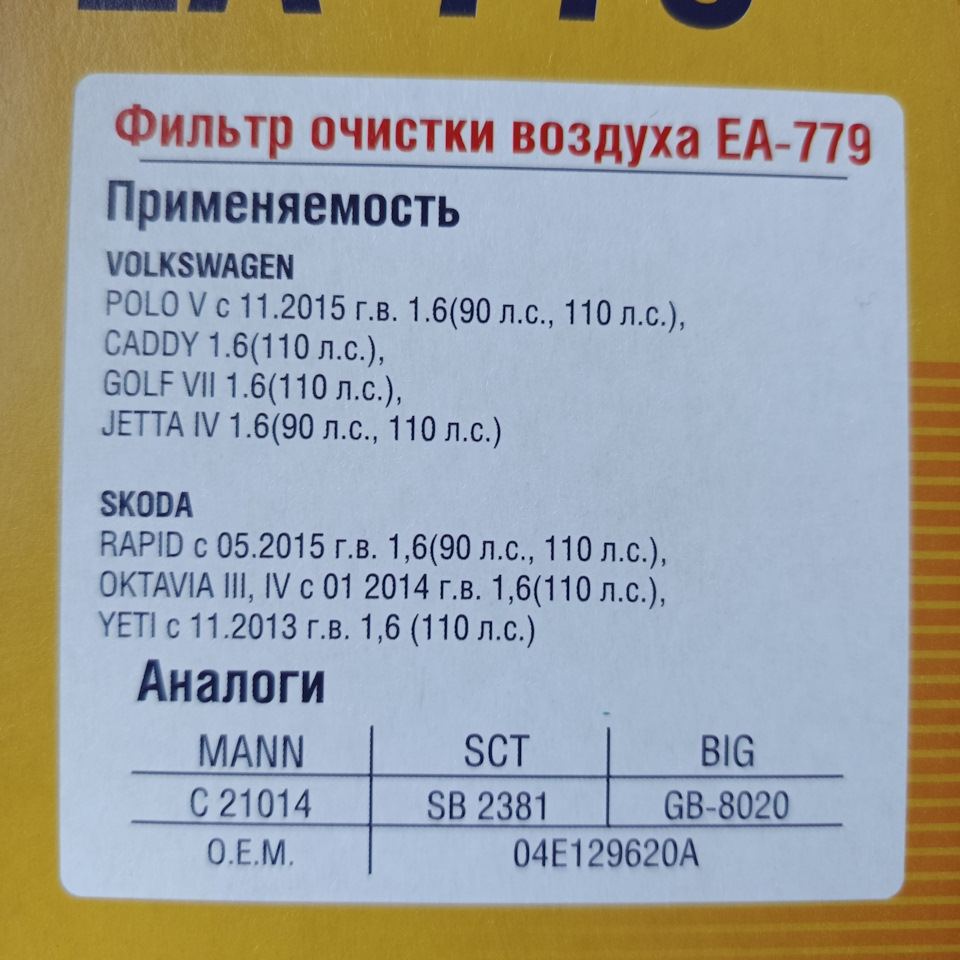 Фильтр очистки воздуха EA-779
Применяемость
VOLKSWAGEN
POLO V с 11.2015 г.в. 1.6(90 л.с., 110 л.с.),
CADDY 1.6(110 л.с.),
GOLF VII 1.6(110 л.с.),
JETTA IV 1.6(90 л.с., 110 л.с.)
SKODA
RAPID с 05.2015 г.в. 1,6(90 л.с., 110 л.с.),
OKTAVIA III, IV с 01 2014 г.в. 1,6(110 л.с.),
YETI с 11.2013 г.в. 1,6 (110 л.с.)
Аналоги
MANN SCT BIG
C 21014 SB 2381 GB-8020
O.E.M. 04E129620A